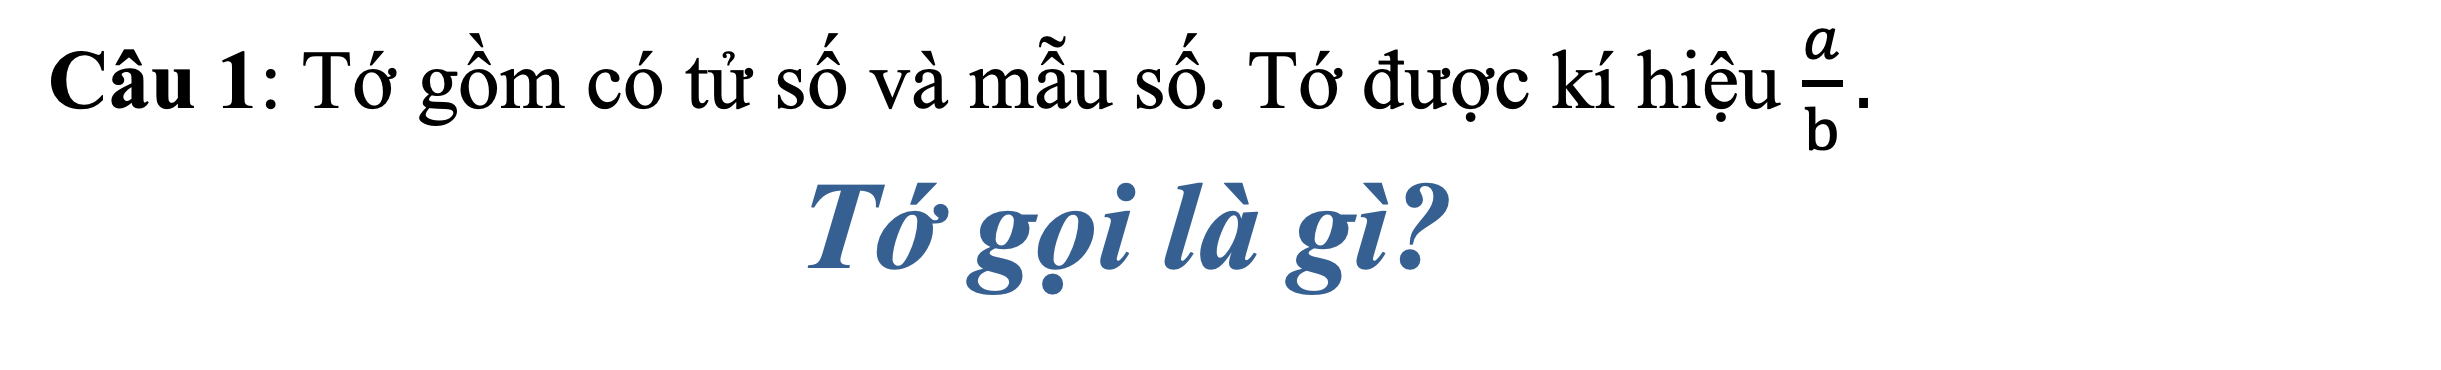 Câu 1: Tớ gồm có tử số và mẫu số. Tớ được kí hiệu a/b.
Tớ gọi là gì?